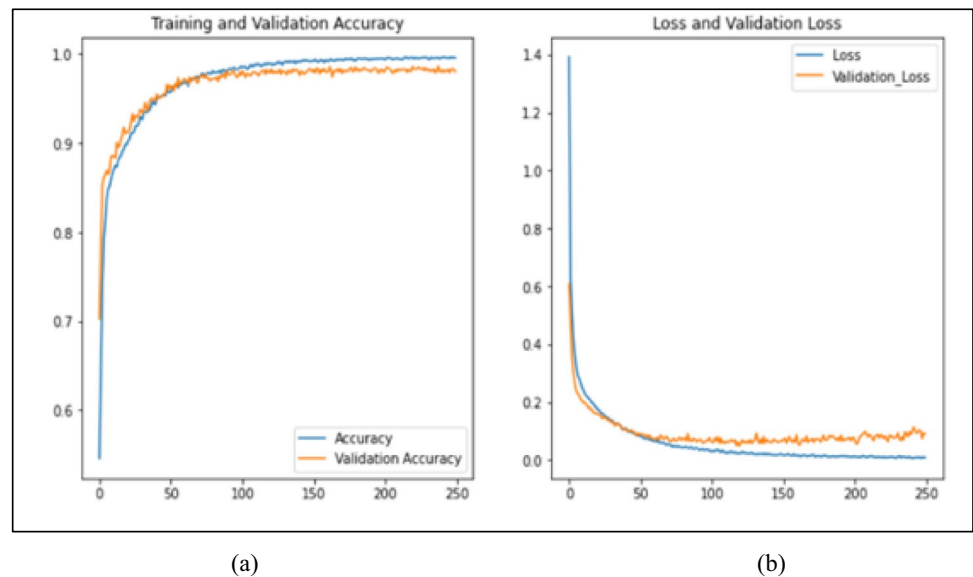 Training and Validation Accuracy
1.0
0.9
0.8
0.7
0.6
Accuracy
Validation Accuracy
0 50 100 150 200 250
(a)
Loss and Validation Loss
1.4
1.2
1.0
0.8
0.6
0.4
0.2
0.0
Loss
Validation_Loss
0 50 100 150 200 250
(b)